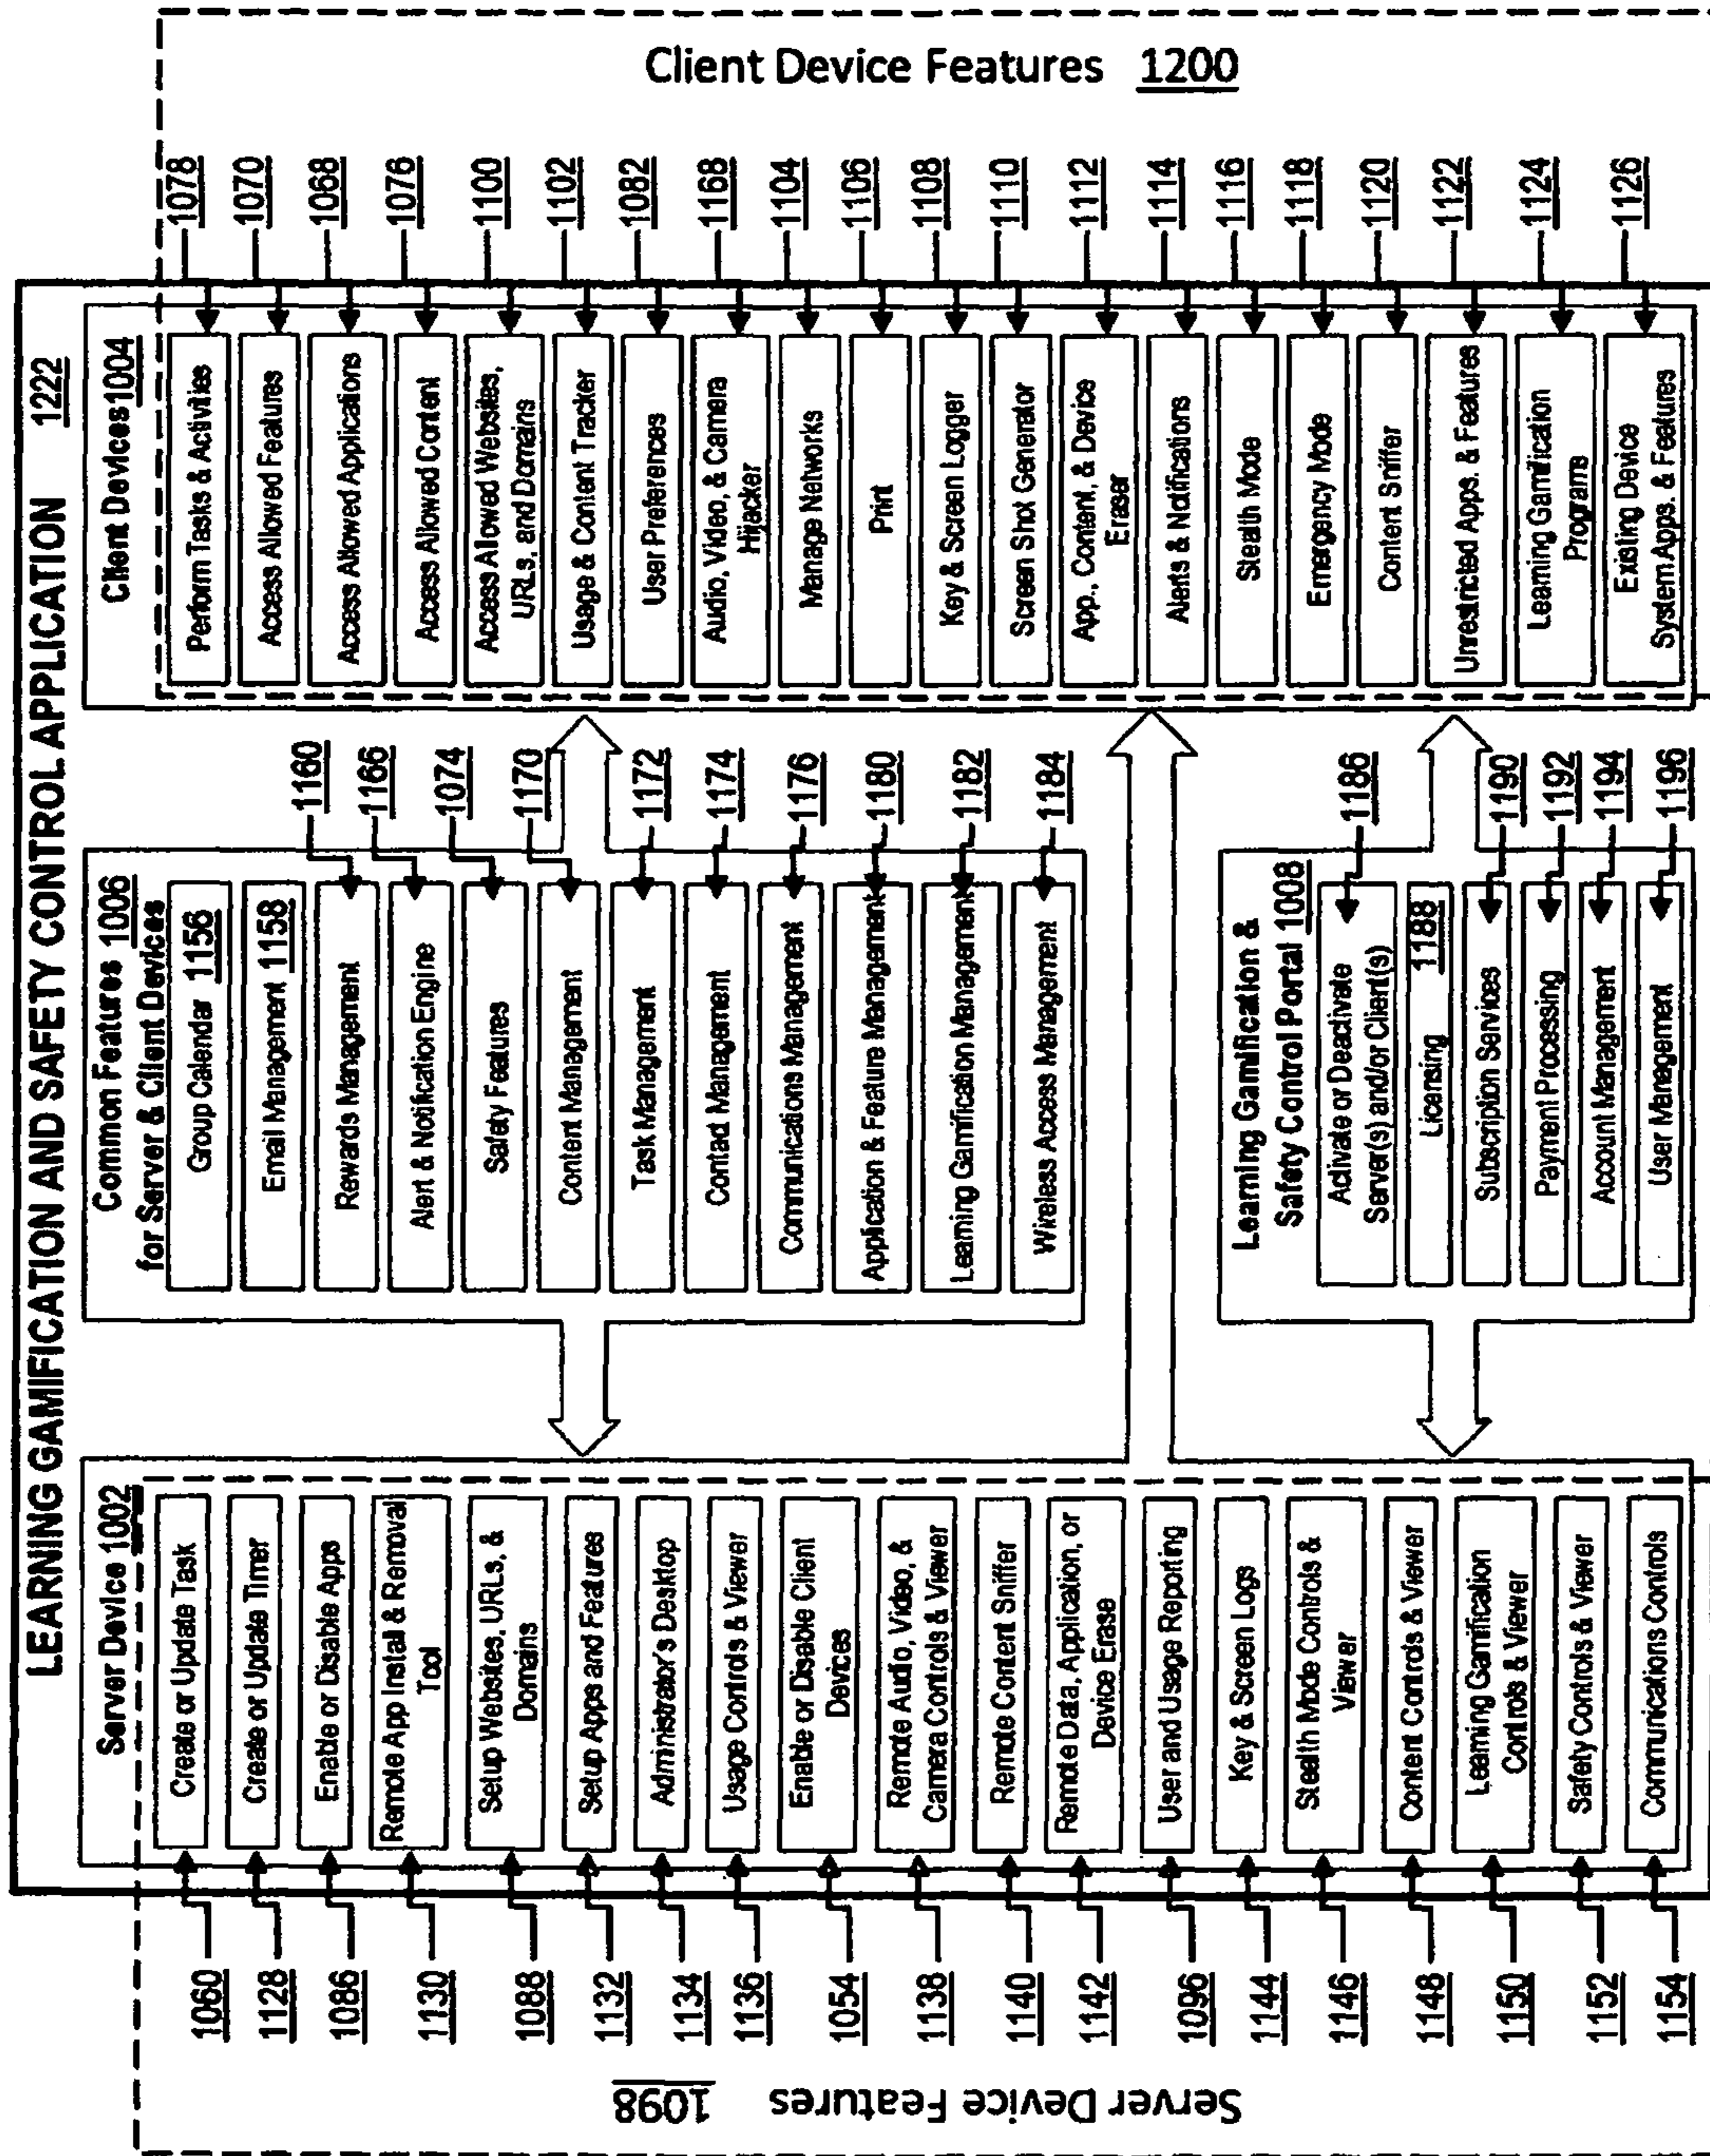 LEARNING GAMIFICATION AND SAFETY CONTROL APPLICATION 1222
Server Device Features 1098
Server Device 1002
1060 Create or Update Task
1128 Create or Update Timer
1086 Enable or Disable Apps
1130 Remote App Install & Removal
Tool
1088 Setup Websites, URLs, &
Domains
1132 Setup Apps and Features
1134 Administrator's Desktop
1136 Usage Controls & Viewer
1054 Enable or Disable Client
Devices
1138 Remote Audio, Video, &
Camera Controls & Viewer
1140 Remote Content Sniffer
1142 Remote Data, Application, or
Device Erase
1096 User and Usage Reporting
1144 Key & Screen Logs
1146 Stealth Mode Controls &
Viewer
1148 Content Controls & Viewer
1150 Learning Gamification
Controls & Viewer
1152 Safety Controls & Viewer
1154 Communications Controls
Common Features 1006
for Server & Client Devices
Group Calendar 1156
Email Management 1158
Rewards Management 1160
Alert & Notification Engine 1166
Safety Features 1074
Content Management 1170
Task Management 1172
Contact Management 1174
Communications Management 1176
Application & Feature Management 1180
Learning Gamification Management 1182
Wireless Access Management 1184
Learning Gamification &
Safety Control Portal 1008
Activate or Deactivate
Server(s) and/or Client(s) 1186
Licensing 1188
Subscription Services 1190
Payment Processing 1192
Account Management 1194
User Management 1196
Client Devices 1004
Perform Tasks & Activities 1078
Access Allowed Features 1070
Access Allowed Applications 1068
Access Allowed Content 1076
Access Allowed Websites,
URLs, and Domains 1100
Usage & Content Tracker 1102
User Preferences 1082
Audio, Video, & Camera
Hijacker 1168
Manage Networks 1104
Print 1106
Key & Screen Logger 1108
Screen Shot Generator 1110
App., Content, & Device
Eraser 1112
Alerts & Notifications 1114
Stealth Mode 1116
Emergency Mode 1118
Content Sniffer 1120
Unrestricted Apps. & Features 1122
Learning Gamification
Programs 1124
Existing Device
System Apps. & Features 1126
Client Device Features 1200